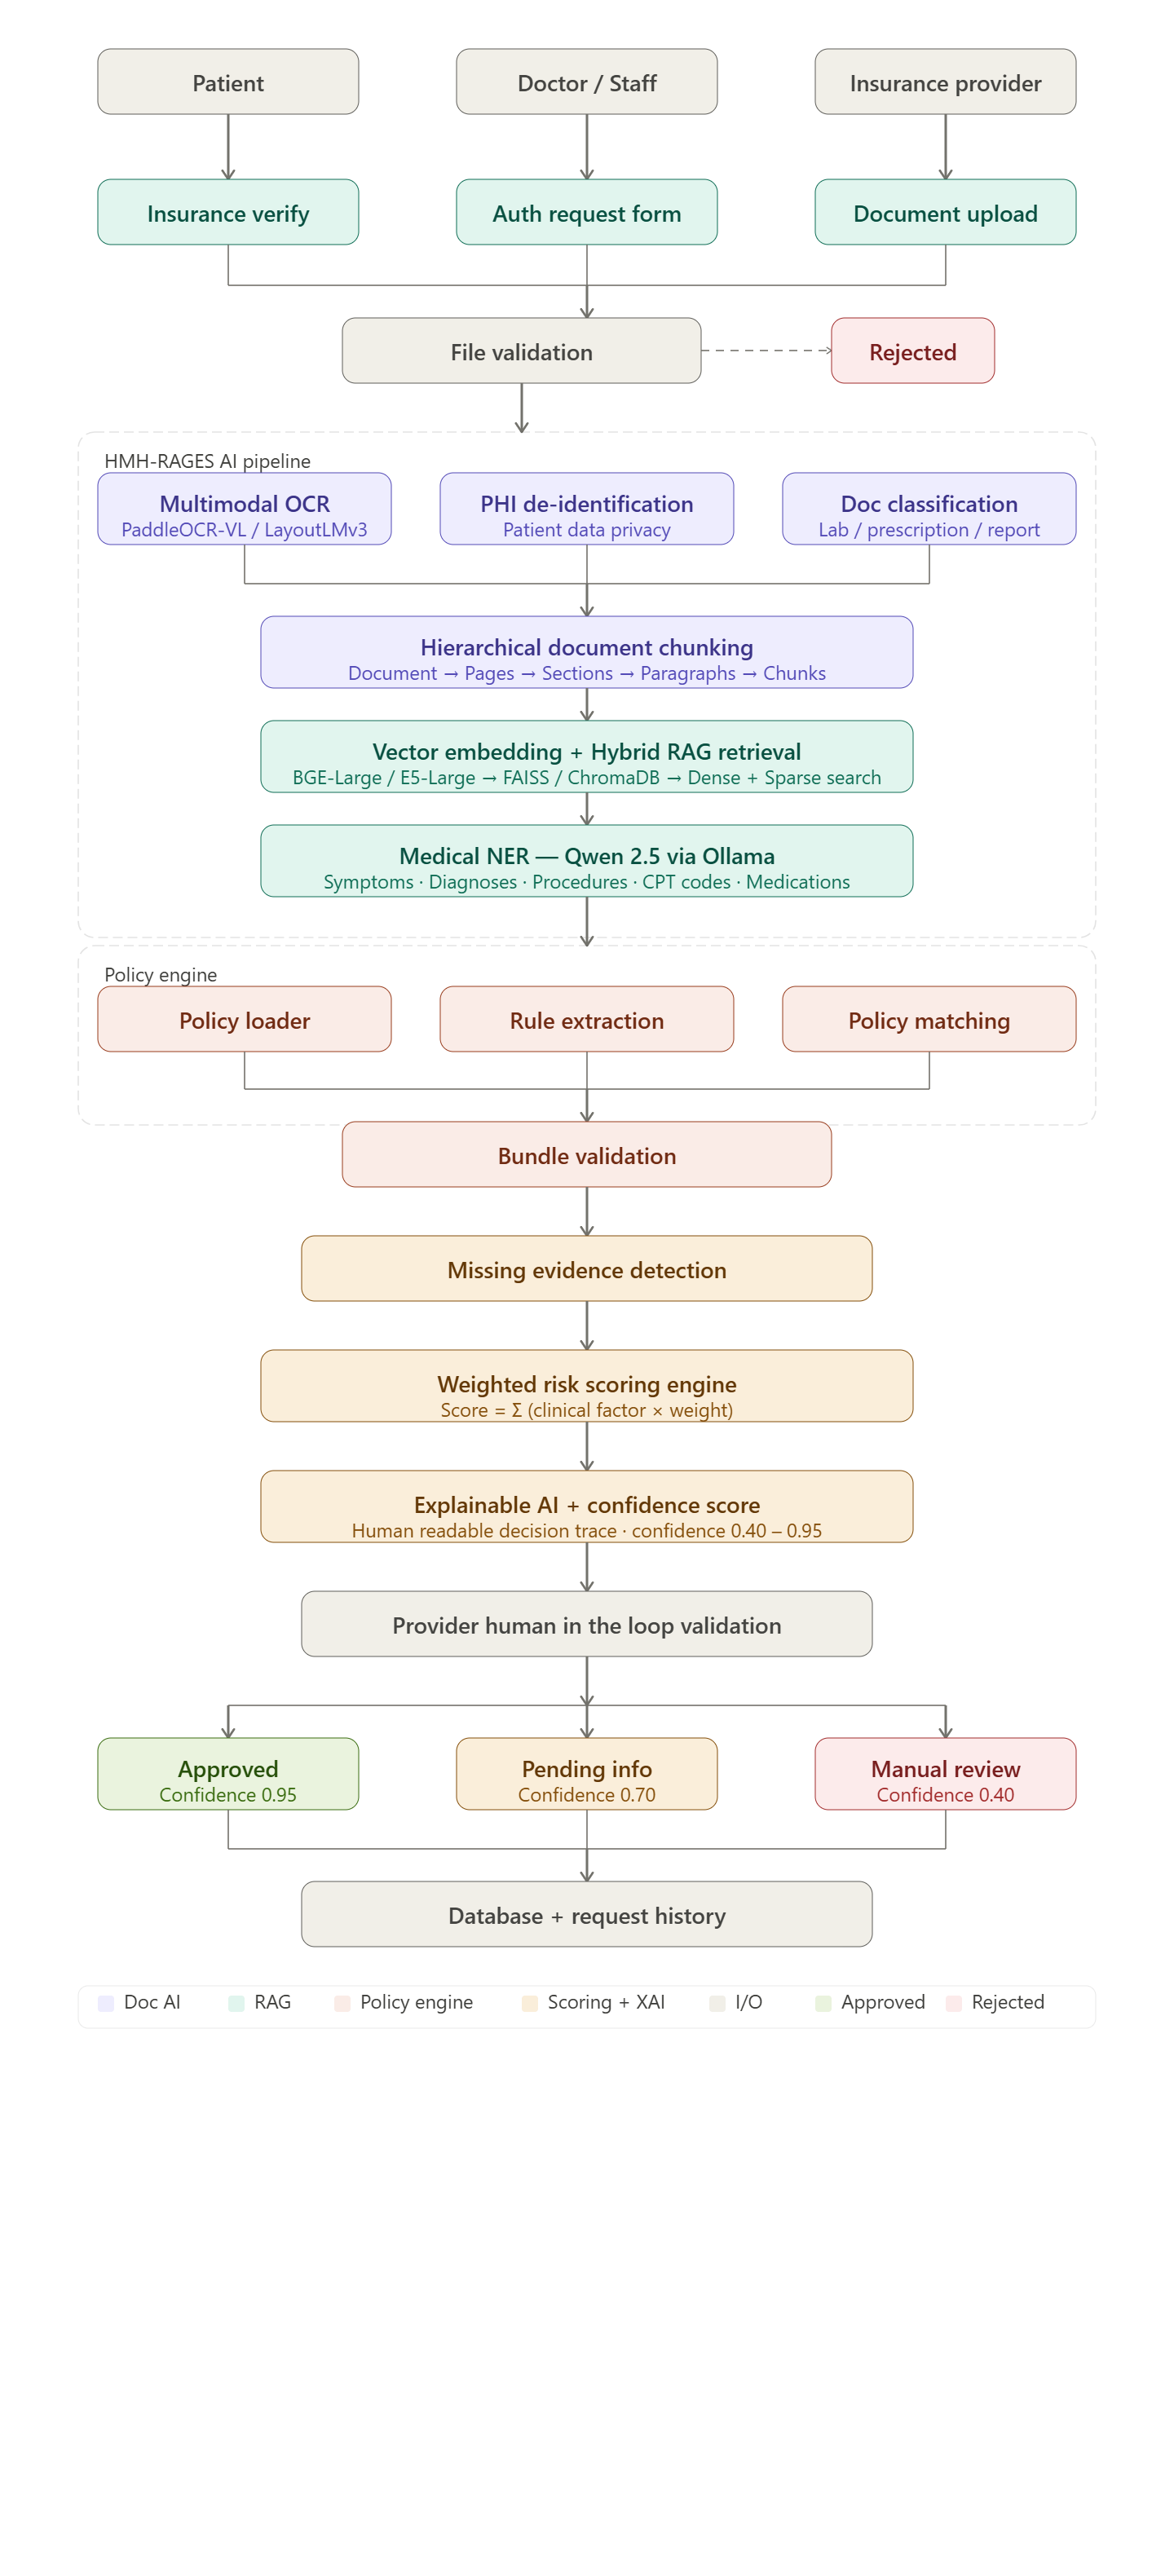 Patient
Doctor / Staff
Insurance provider
Insurance verify
Auth request form
Document upload
File validation
Rejected
HMH-RAGES AI pipeline
Multimodal OCR
PaddleOCR-VL / LayoutLMv3
PHI de-identification
Patient data privacy
Doc classification
Lab / prescription / report
Hierarchical document chunking
Document → Pages → Sections → Paragraphs → Chunks
Vector embedding + Hybrid RAG retrieval
BGE-Large / E5-Large → FAISS / ChromaDB → Dense + Sparse search
Medical NER — Qwen 2.5 via Ollama
Symptoms · Diagnoses · Procedures · CPT codes · Medications
Policy engine
Policy loader
Rule extraction
Policy matching
Bundle validation
Missing evidence detection
Weighted risk scoring engine
Score = Σ (clinical factor × weight)
Explainable AI + confidence score
Human readable decision trace · confidence 0.40 – 0.95
Provider human in the loop validation
Approved
Confidence 0.95
Pending info
Confidence 0.70
Manual review
Confidence 0.40
Database + request history
Doc AI
RAG
Policy engine
Scoring + XAI
I/O
Approved
Rejected